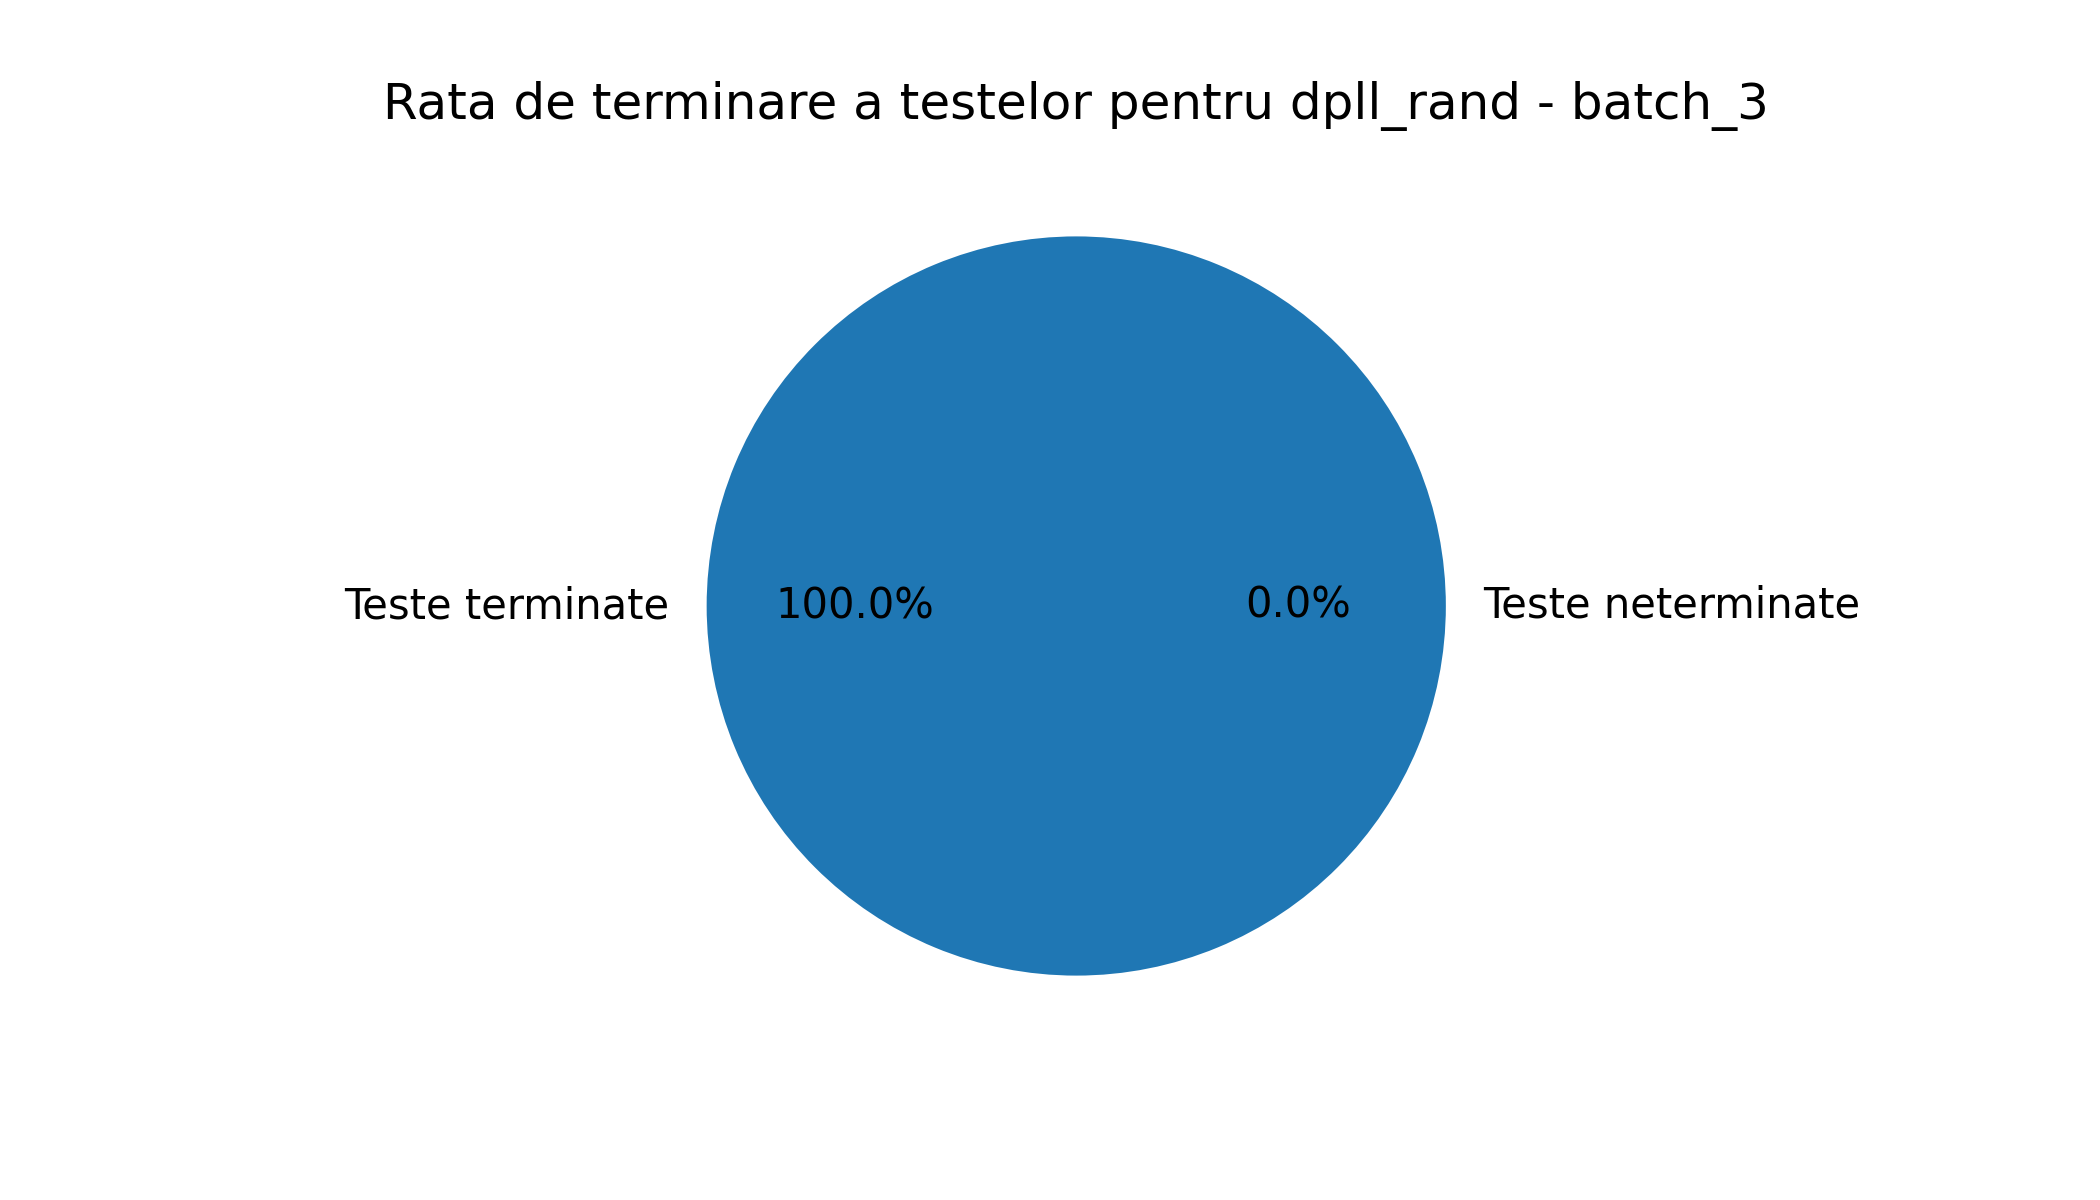 Rata de terminare a testelor pentru dpll_rand - batch_3
Teste terminate
100.0%
0.0%
Teste neterminate